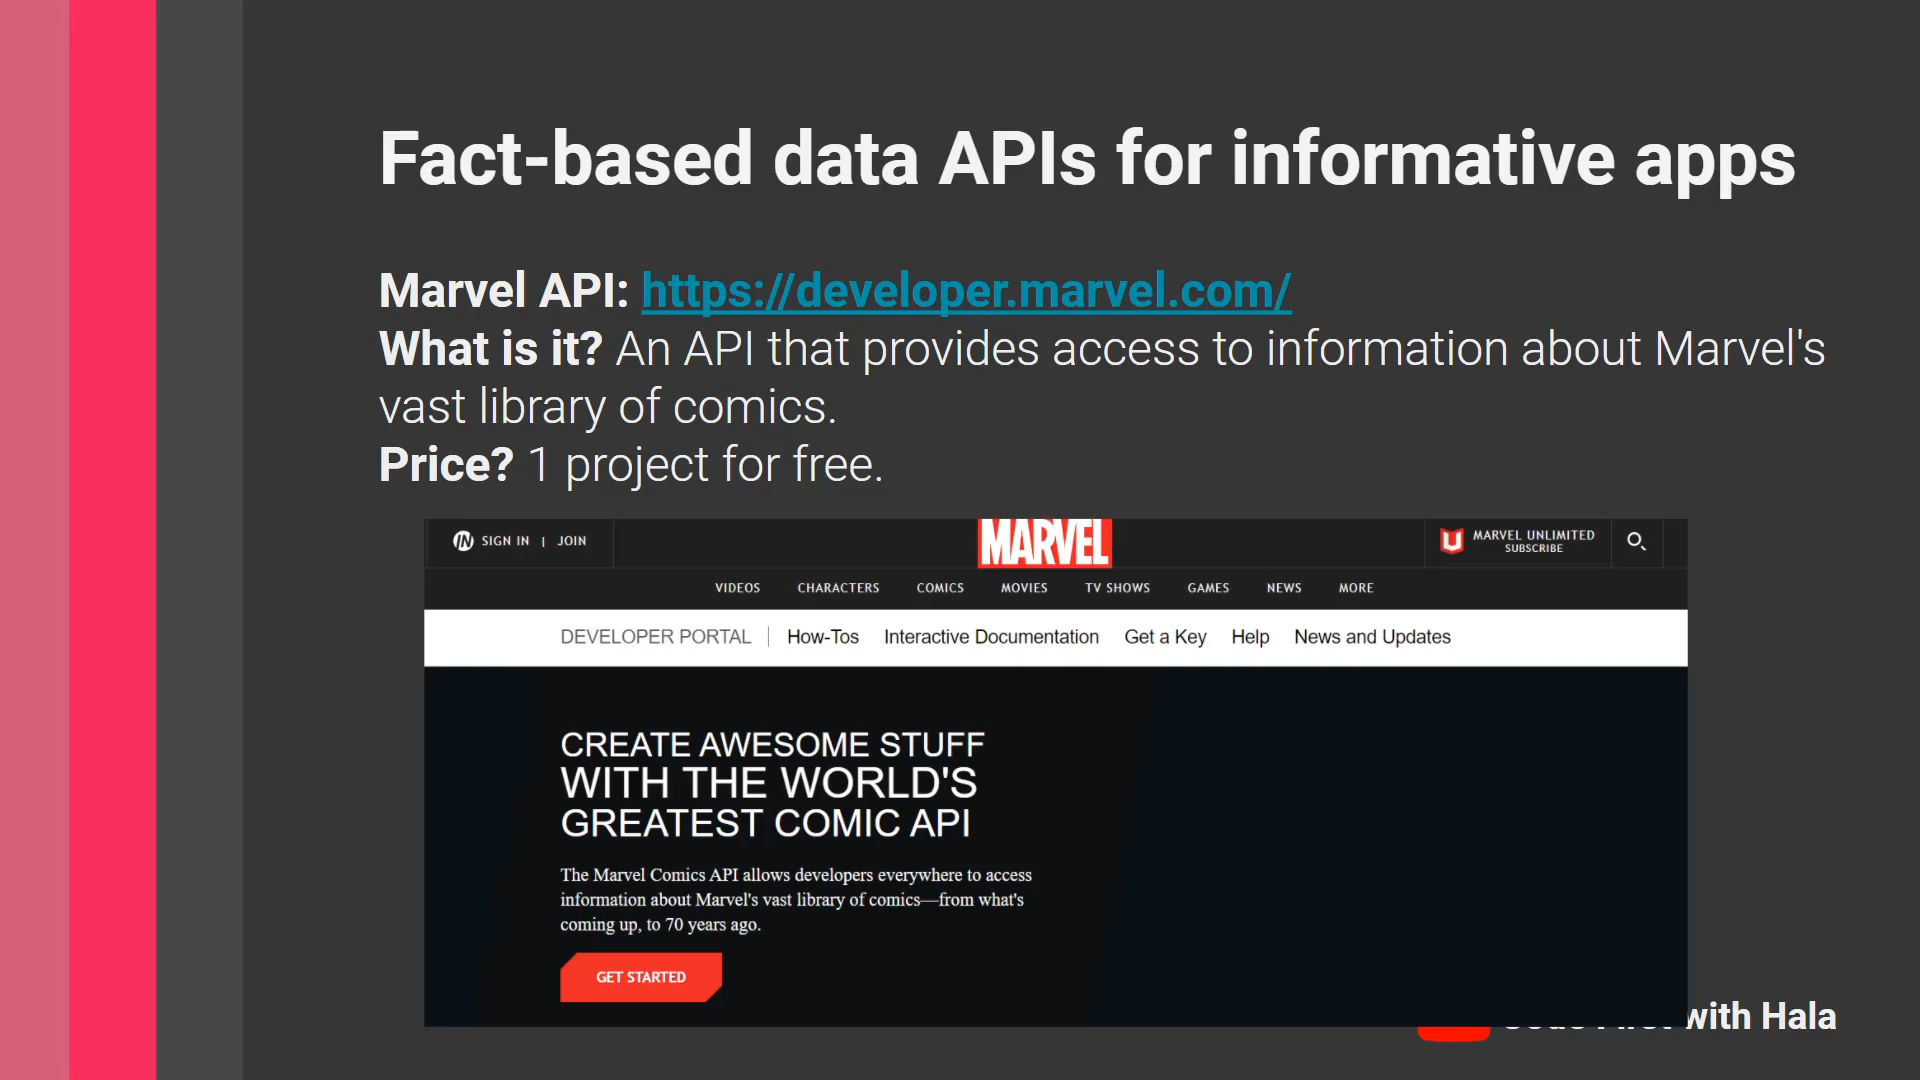 Fact-based data APIs for informative apps
Marvel API: https://developer.marvel.com/
What is it? An API that provides access to information about Marvel's
vast library of comics.
Price? 1 project for free.
IN SIGN IN | JOIN
MARVEL
MARVEL UNLIMITED
SUBSCRIBE
VIDEOS CHARACTERS COMICS MOVIES TV SHOWS GAMES NEWS MORE
DEVELOPER PORTAL | How-Tos Interactive Documentation Get a Key Help News and Updates
CREATE AWESOME STUFF
WITH THE WORLD'S
GREATEST COMIC API
The Marvel Comics API allows developers everywhere to access
information about Marvel's vast library of comics—from what's
coming up, to 70 years ago.
GET STARTED
with Hala